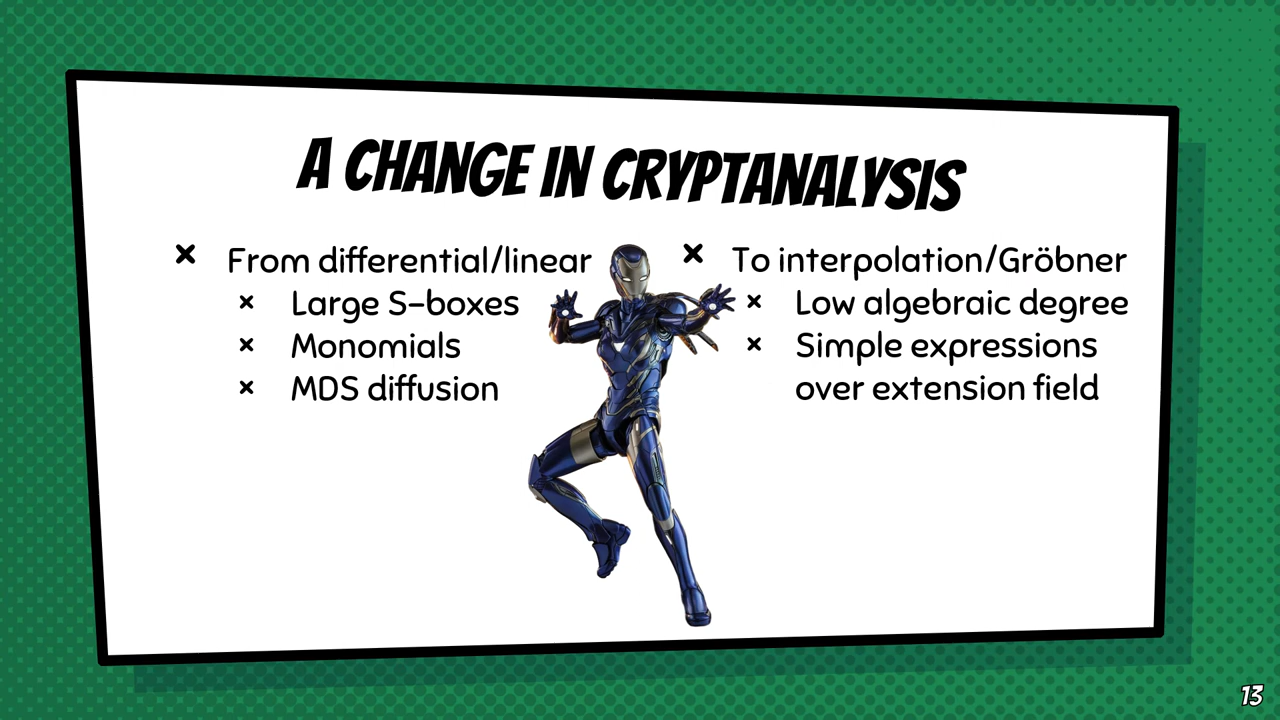 A CHANGE IN CRYPTANALYSIS
× From differential/linear
× Large S-boxes
× Monomials
× MDS diffusion
× To interpolation/Gröbner
× Low algebraic degree
× Simple expressions
over extension field
13